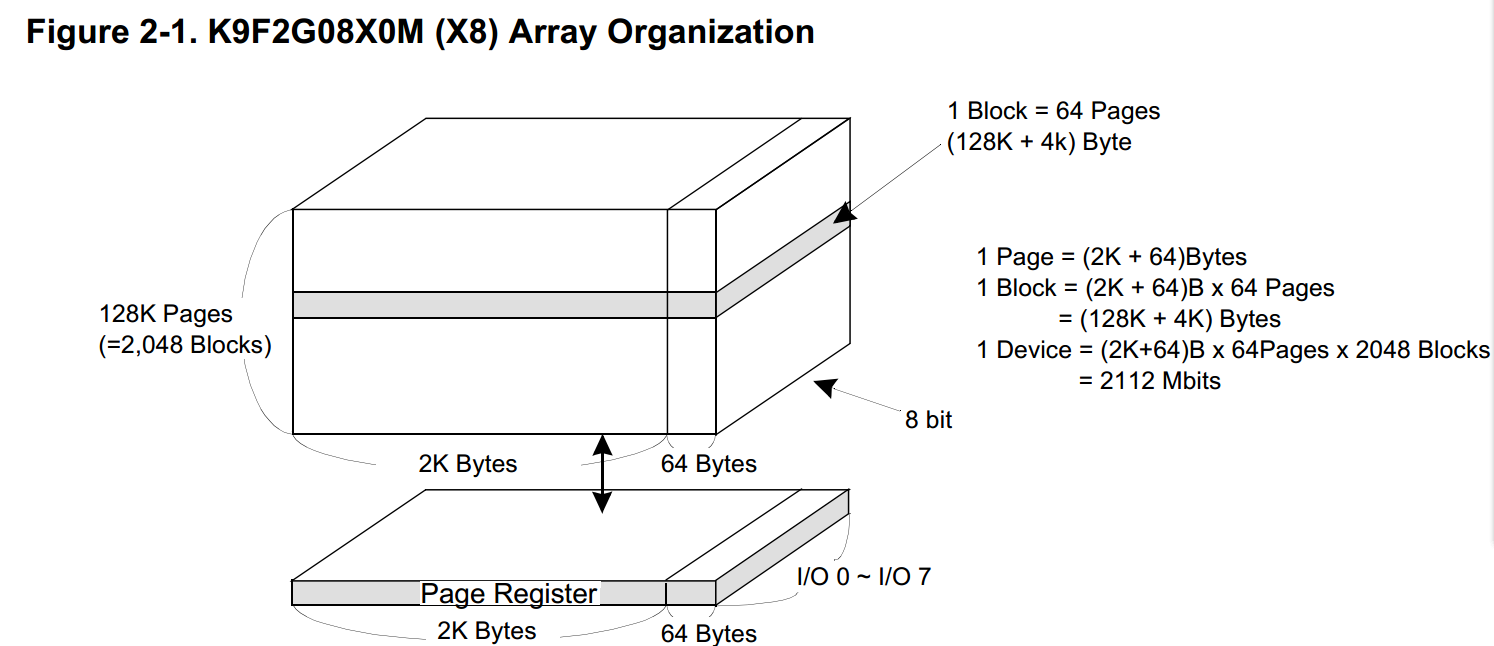 Figure 2-1. K9F2G08X0M (X8) Array Organization
1 Block = 64 Pages
(128K + 4k) Byte
1 Page = (2K + 64)Bytes
1 Block = (2K + 64)B x 64 Pages
= (128K + 4K) Bytes
1 Device = (2K+64)B x 64Pages x 2048 Blocks
= 2112 Mbits
128K Pages
(=2,048 Blocks)
8 bit
2K Bytes
64 Bytes
I/O 0 ~ I/O 7
Page Register
2K Bytes
64 Bytes